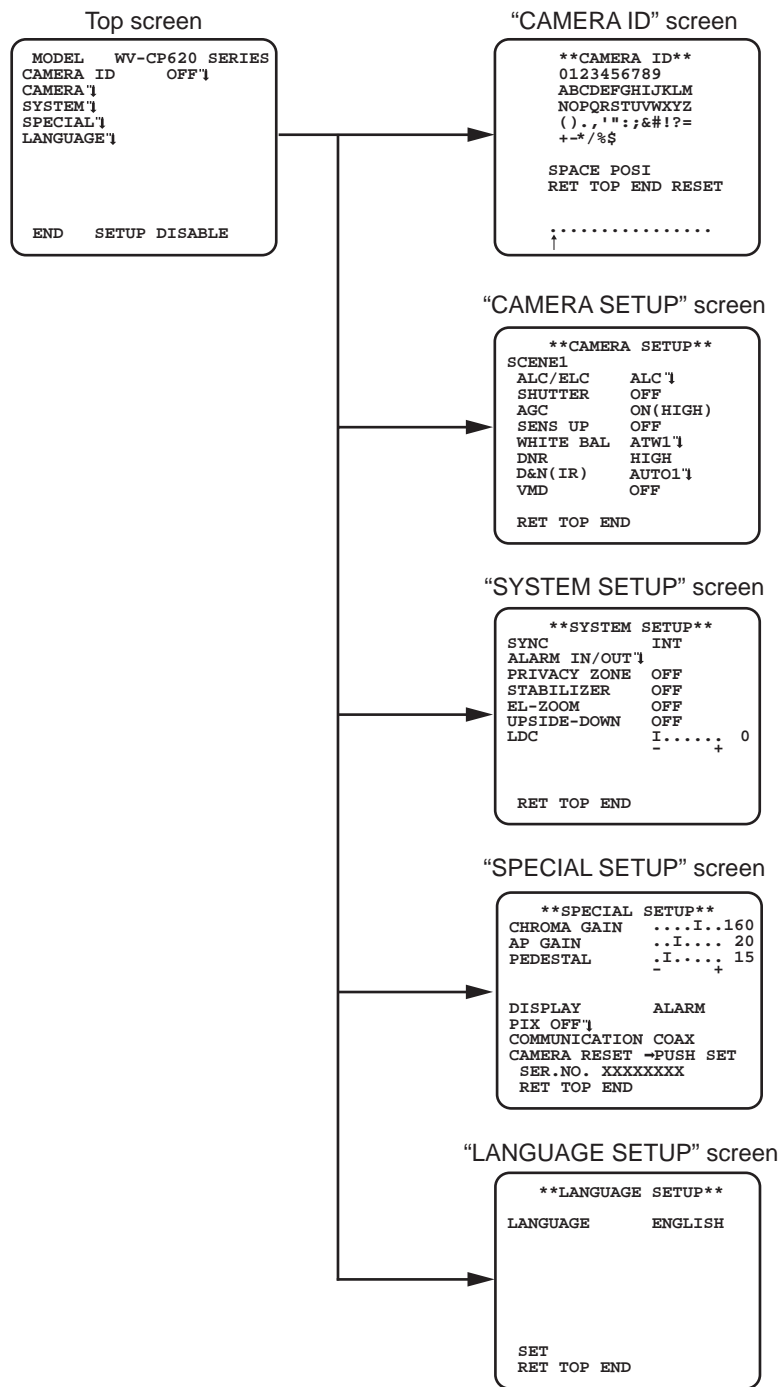 Top screen
MODEL WV-CP620 SERIES
CAMERA ID OFF
CAMERA
SYSTEM
SPECIAL
LANGUAGE
END SETUP DISABLE
“CAMERA ID” screen
**CAMERA ID**
0123456789
ABCDEFGHIJKLM
NOPQRSTUVWXYZ
().,'":;&#!?=
+-*/%$
SPACE POSI
RET TOP END RESET
................
↑
“CAMERA SETUP” screen
**CAMERA SETUP**
SCENE1
ALC/ELC ALC
SHUTTER OFF
AGC ON(HIGH)
SENS UP OFF
WHITE BAL ATW1
DNR HIGH
D&N(IR) AUTO1
VMD OFF
RET TOP END
“SYSTEM SETUP” screen
**SYSTEM SETUP**
SYNC INT
ALARM IN/OUT
PRIVACY ZONE OFF
STABILIZER OFF
EL-ZOOM OFF
UPSIDE-DOWN OFF
LDC I...... 0
- +
RET TOP END
“SPECIAL SETUP” screen
**SPECIAL SETUP**
CHROMA GAIN ....I..160
AP GAIN ..I.... 20
PEDESTAL .I..... 15
- +
DISPLAY ALARM
PIX OFF
COMMUNICATION COAX
CAMERA RESET →PUSH SET
SER.NO. XXXXXXXX
RET TOP END
“LANGUAGE SETUP” screen
**LANGUAGE SETUP**
LANGUAGE ENGLISH
SET
RET TOP END